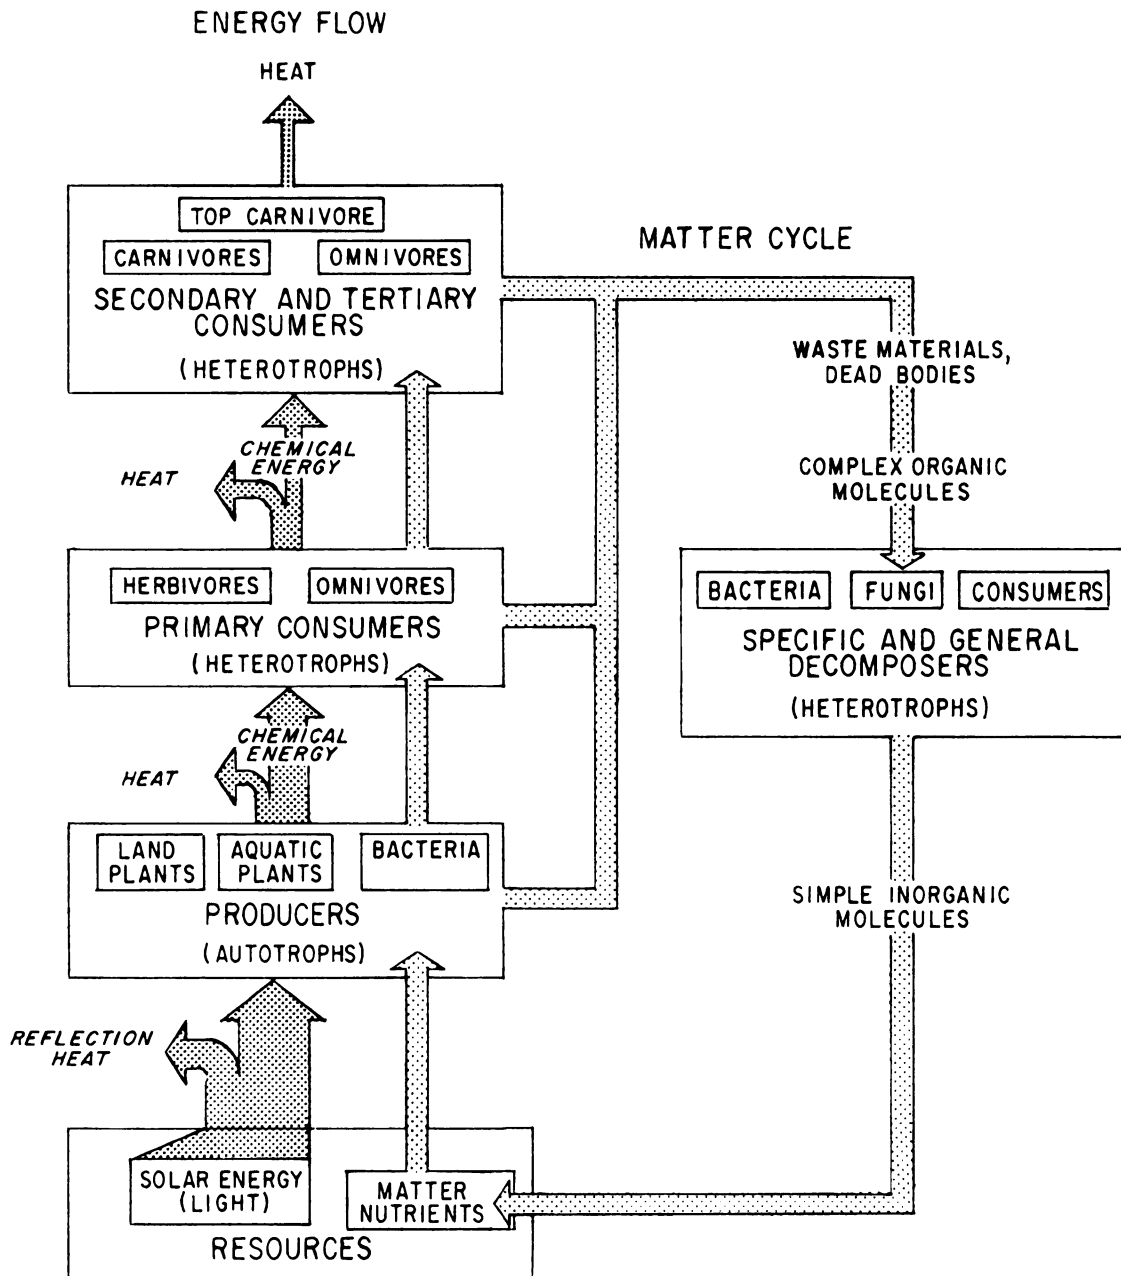 ENERGY FLOW
HEAT
TOP CARNIVORE
CARNIVORES
OMNIVORES
SECONDARY AND TERTIARY
CONSUMERS
(HETEROTROPHS)
MATTER CYCLE
WASTE MATERIALS,
DEAD BODIES
COMPLEX ORGANIC
MOLECULES
CHEMICAL
ENERGY
HEAT
HERBIVORES
OMNIVORES
PRIMARY CONSUMERS
(HETEROTROPHS)
BACTERIA
FUNGI
CONSUMERS
SPECIFIC AND GENERAL
DECOMPOSERS
(HETEROTROPHS)
CHEMICAL
ENERGY
HEAT
LAND
PLANTS
AQUATIC
PLANTS
BACTERIA
PRODUCERS
(AUTOTROPHS)
SIMPLE INORGANIC
MOLECULES
REFLECTION
HEAT
SOLAR ENERGY
(LIGHT)
MATTER
NUTRIENTS
RESOURCES